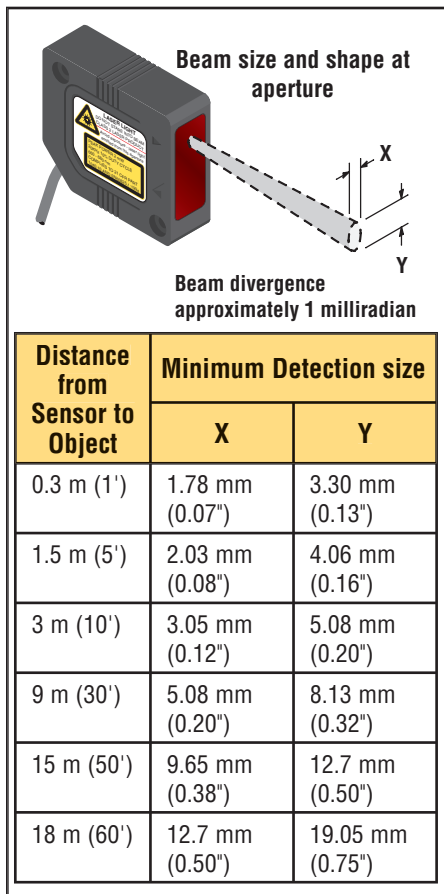 Beam size and shape at
aperture
LASER LIGHT
X
Y
Beam divergence
approximately 1 milliradian
Distance
from
Sensor to
Object
Minimum Detection size
X
Y
0.3 m (1')
1.78 mm
(0.07")
3.30 mm
(0.13")
1.5 m (5')
2.03 mm
(0.08")
4.06 mm
(0.16")
3 m (10')
3.05 mm
(0.12")
5.08 mm
(0.20")
9 m (30')
5.08 mm
(0.20")
8.13 mm
(0.32")
15 m (50')
9.65 mm
(0.38")
12.7 mm
(0.50")
18 m (60')
12.7 mm
(0.50")
19.05 mm
(0.75")